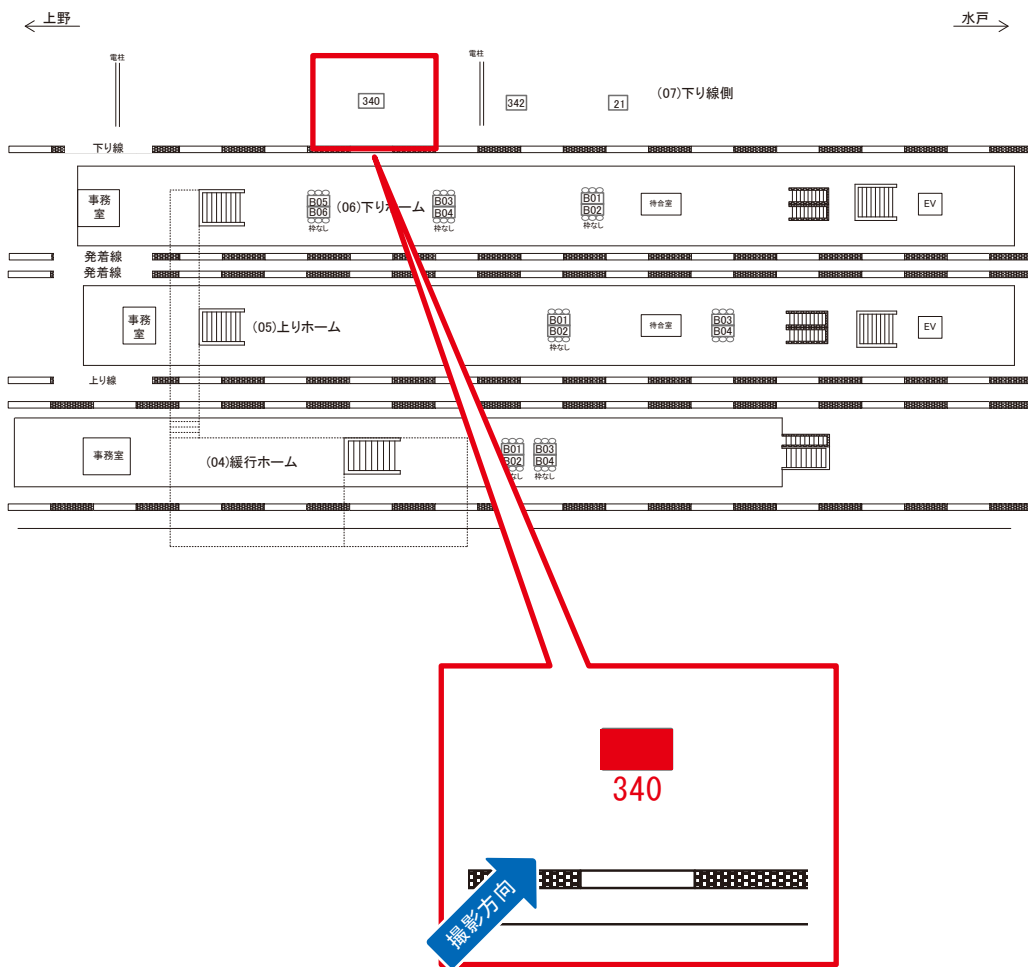 上野
水戸
電柱
電柱
340
342
21
(07)下り線側
下り線
事務
室
B05
B06
枠なし
(06)下りホーム
B03
B04
枠なし
B01
B02
枠なし
待合室
EV
発着線
発着線
事務
室
(05)上りホーム
B01
B02
枠なし
待合室
B03
B04
EV
上り線
事務室
(04)緩行ホーム
B01
B02
枠なし
B03
B04
枠なし
340
撮影方向